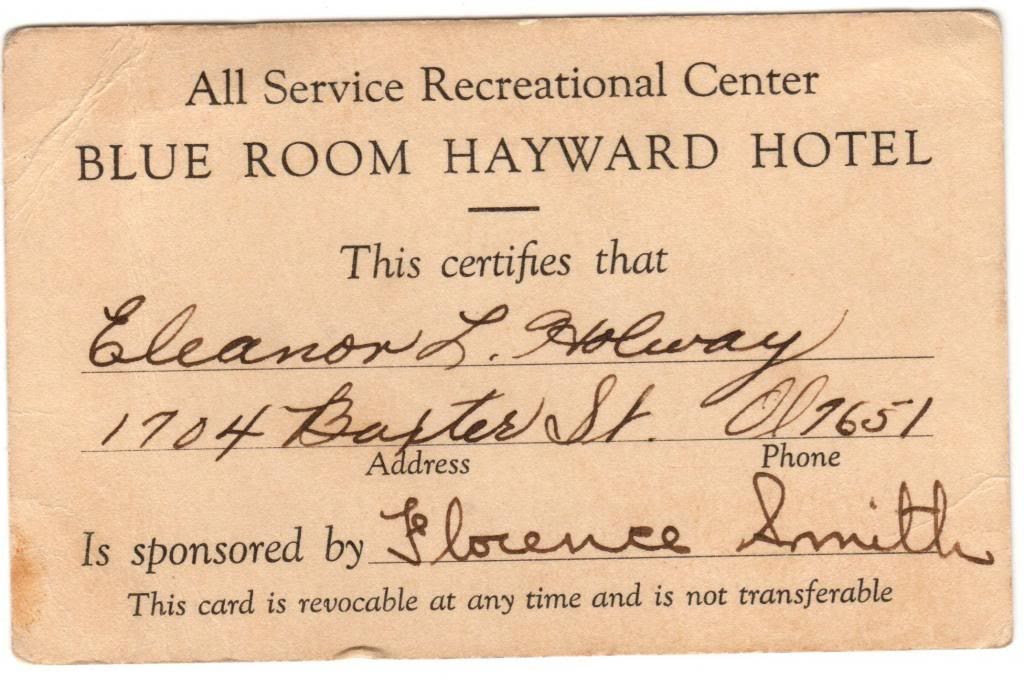 All Service Recreational Center
BLUE ROOM HAYWARD HOTEL
This certifies that
Eleanor L. Holway
1704 Baxter St. Ol 7651
Address Phone
Is sponsored by Florence Smith
This card is revocable at any time and is not transferable